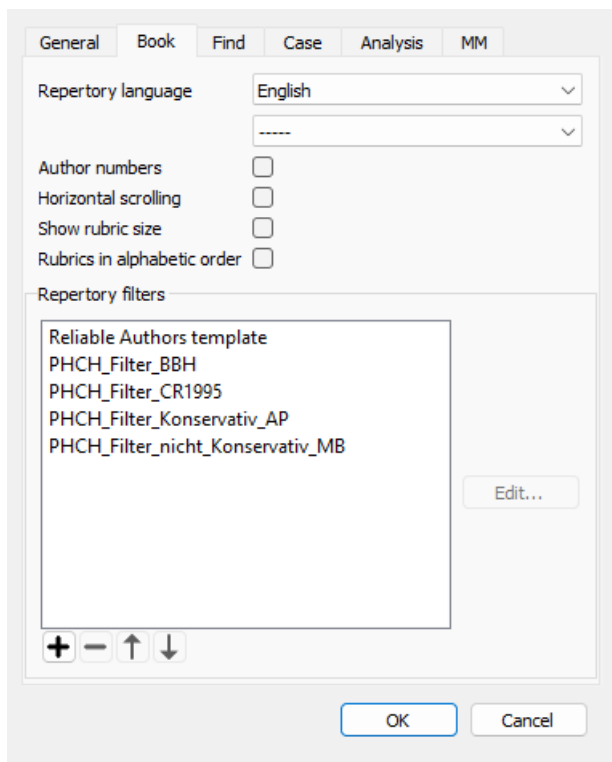 General Book Find Case Analysis MM
Repertory language English
-----
Author numbers
Horizontal scrolling
Show rubric size
Rubrics in alphabetic order
Repertory filters
Reliable Authors template
PHCH_Filter_BBH
PHCH_Filter_CR1995
PHCH_Filter_Konservativ_AP
PHCH_Filter_nicht_Konservativ_MB
Edit...
OK Cancel